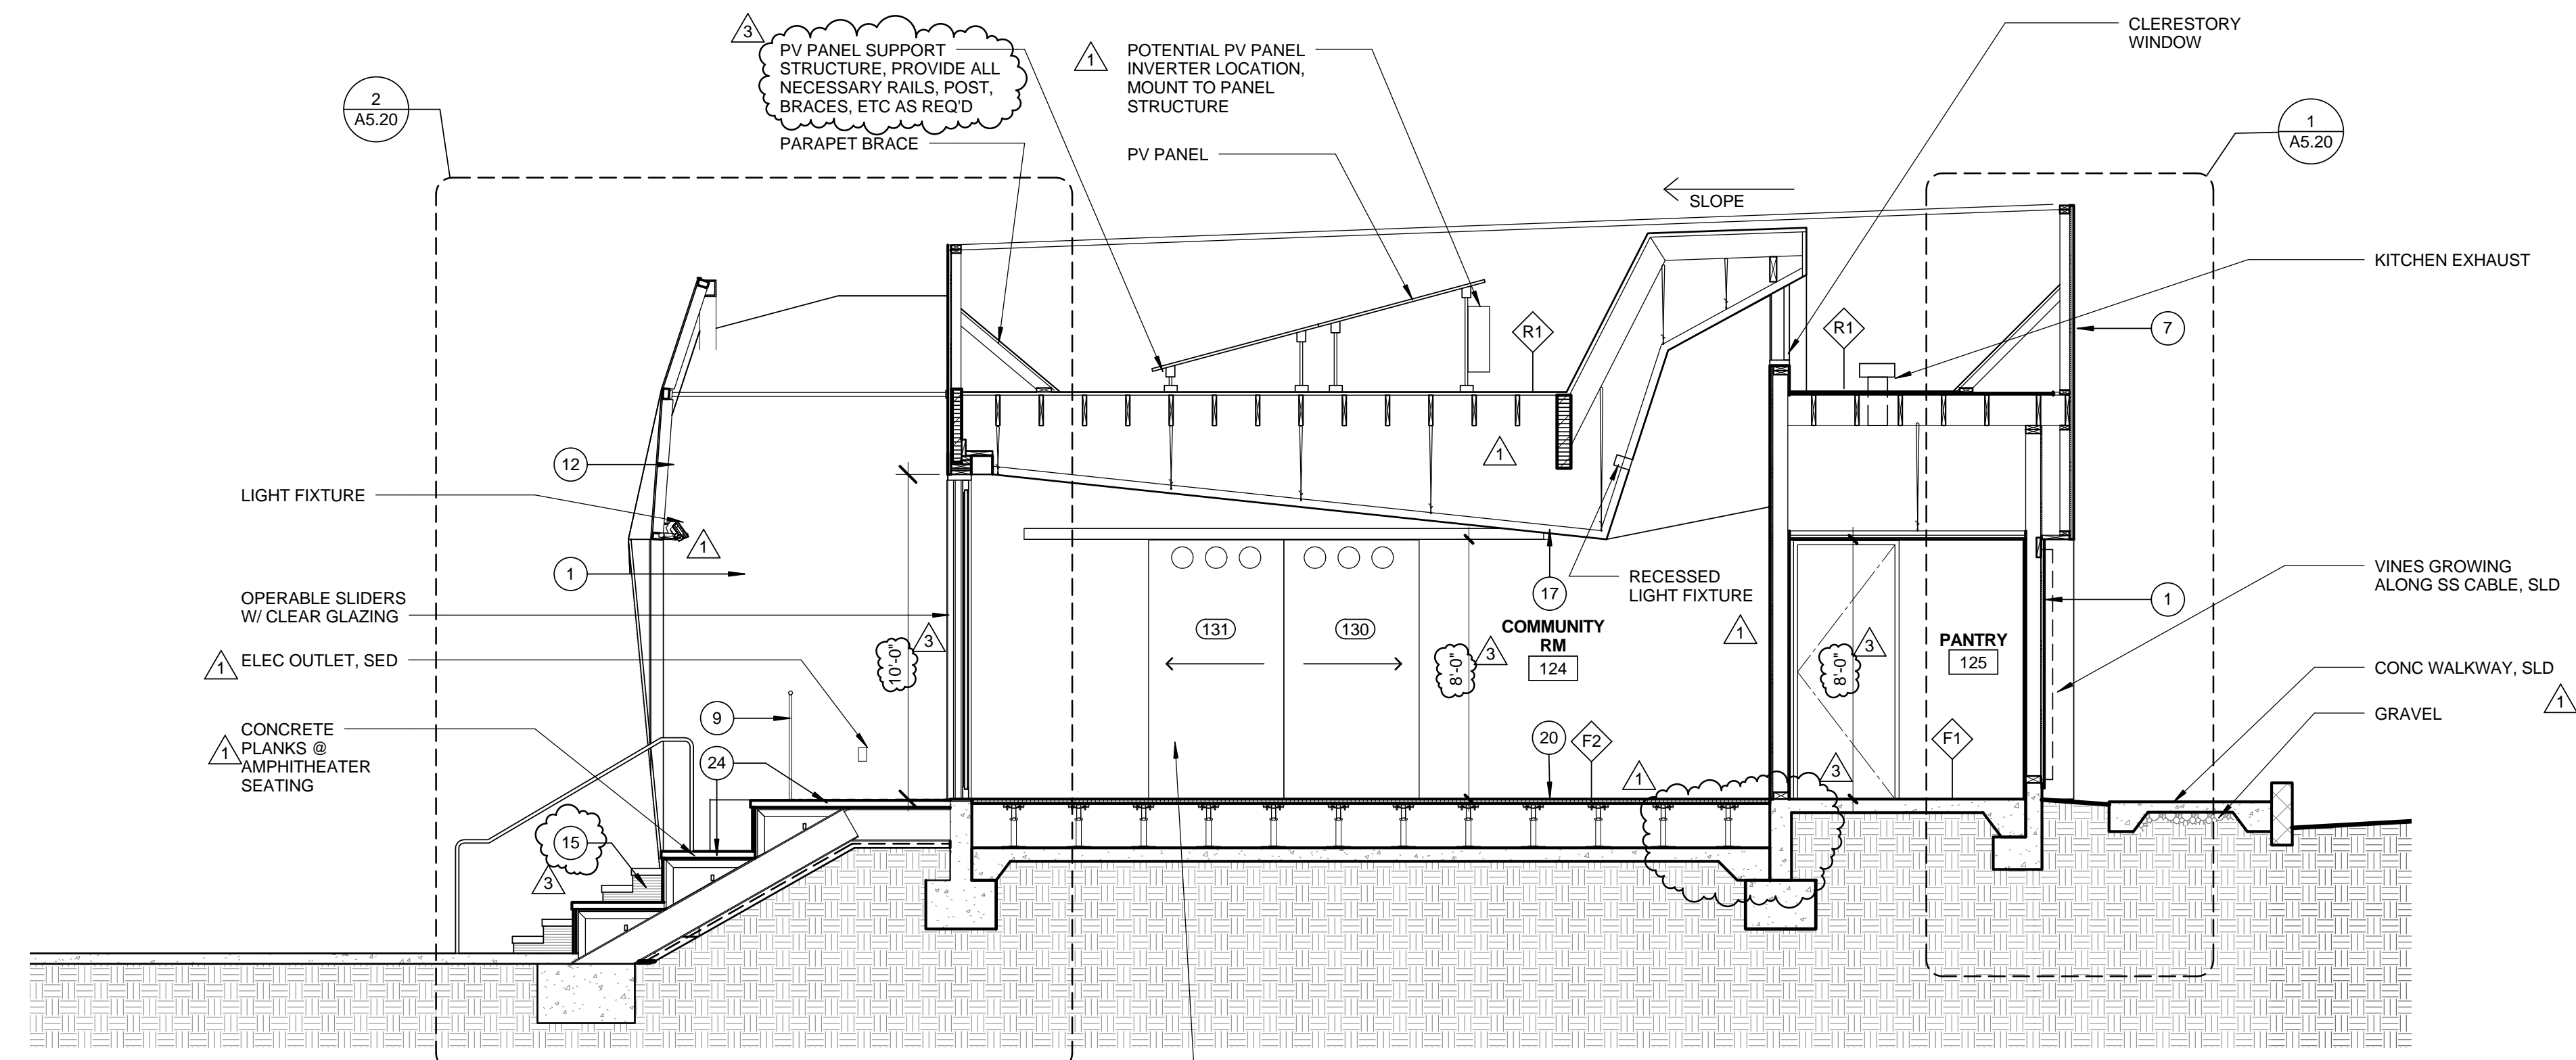 CLERESTORY
WINDOW
3
PV PANEL SUPPORT
STRUCTURE, PROVIDE ALL
NECESSARY RAILS, POST,
BRACES, ETC AS REQ'D
PARAPET BRACE
1
POTENTIAL PV PANEL
INVERTER LOCATION,
MOUNT TO PANEL
STRUCTURE
PV PANEL
2
A5.20
1
A5.20
SLOPE
KITCHEN EXHAUST
R1
R1
7
12
1
LIGHT FIXTURE
1
1
OPERABLE SLIDERS
W/ CLEAR GLAZING
RECESSED
LIGHT FIXTURE
17
VINES GROWING
ALONG SS CABLE, SLD
1
131
130
COMMUNITY
RM
124
1
PANTRY
125
10'-0"
3
8'-0"
3
8'-0"
3
1
ELEC OUTLET, SED
CONC WALKWAY, SLD
1
GRAVEL
9
1
CONCRETE
PLANKS @
AMPHITHEATER
SEATING
24
20
F2
F1
1
3
15
3